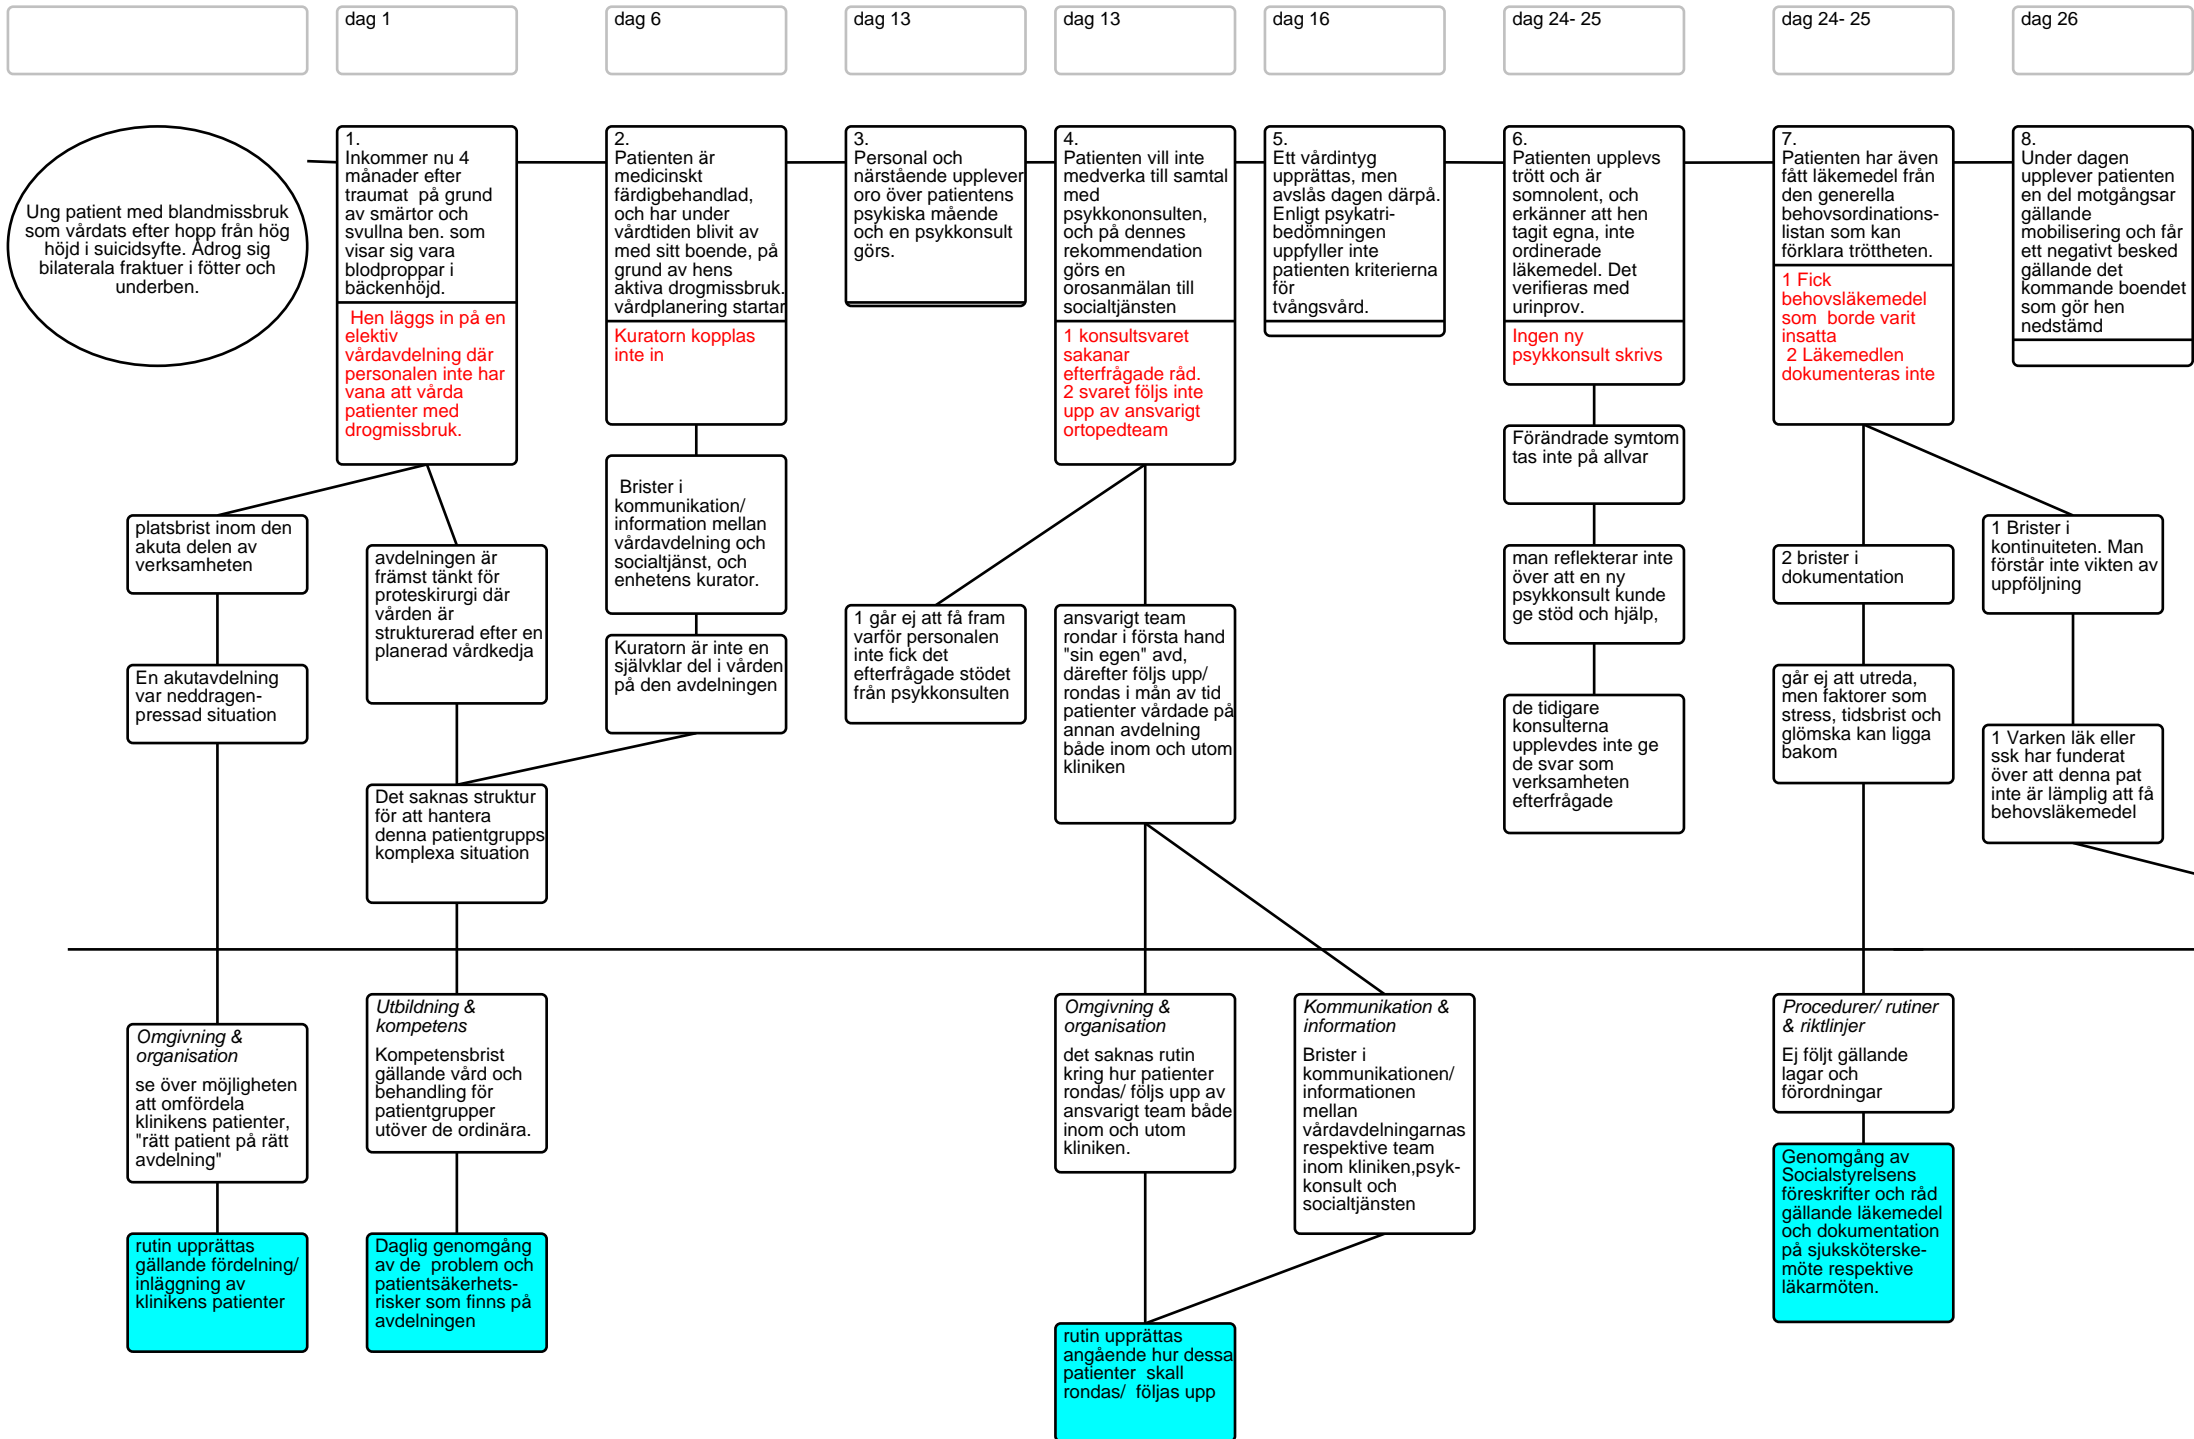 dag 1
dag 6
dag 13
dag 13
dag 16
dag 24- 25
dag 24- 25
dag 26
Ung patient med blandmissbruk
som vårdats efter hopp från hög
höjd i suicidsyfte. Ådrog sig
bilaterala fraktuer i fötter och
underben.
1.
Inkommer nu 4
månader efter
traumat  på grund
av smärtor och
svullna ben. som
visar sig vara
blodproppar i
bäckenhöjd.
Hen läggs in på en
elektiv
vårdavdelning där
personalen inte har
vana att vårda
patienter med
drogmissbruk.
2.
Patienten är
medicinskt
färdigbehandlad,
och har under
vårdtiden blivit av
med sitt boende, på
grund av hens
aktiva drogmissbruk.
vårdplanering startar
Kuratorn kopplas
inte in
3.
Personal och
närstående upplever
oro över patientens
psykiska mående
och en psykkonsult
görs.
4.
Patienten vill inte
medverka till samtal
med
psykkononsulten,
och på dennes
rekommendation
görs en
orosanmälan till
socialtjänsten
1 konsultsvaret
sakanar
efterfrågade råd.
2 svaret följs inte
upp av ansvarigt
ortopedteam
5.
Ett vårdintyg
upprättas, men
avslås dagen därpå.
Enligt psykatri-
bedömningen
uppfyller inte
patienten kriterierna
för
tvångsvård.
6.
Patienten upplevs
trött och är
somnolent, och
erkänner att hen
tagit egna, inte
ordinerade
läkemedel. Det
verifieras med
urinprov.
Ingen ny
psykkonsult skrivs
7.
Patienten har även
fått läkemedel från
den generella
behovsordinations-
listan som kan
förklara tröttheten.
1 Fick
behovsläkemedel
som  borde varit
insatta
2 Läkemedlen
dokumenteras inte
8.
Under dagen
upplever patienten
en del motgångsar
gällande
mobilisering och får
ett negativt besked
gällande det
kommande boendet
som gör hen
nedstämd
platsbrist inom den
akuta delen av
verksamheten
En akutavdelning
var neddragen-
pressad situation
avdelningen är
främst tänkt för
proteskirurgi där
vården är
strukturerad efter en
planerad vårdkedja
Brister i
kommunikation/
information mellan
vårdavdelning och
socialtjänst, och
enhetens kurator.
Kuratorn är inte en
självklar del i vården
på den avdelningen
Det saknas struktur
för att hantera
denna patientgrupps
komplexa situation
1 går ej att få fram
varför personalen
inte fick det
efterfrågade stödet
från psykkonsulten
ansvarigt team
rondar i första hand
"sin egen" avd,
därefter följs upp/
rondas i mån av tid
patienter vårdade på
annan avdelning
både inom och utom
kliniken
Förändrade symtom
tas inte på allvar
man reflekterar inte
över att en ny
psykkonsult kunde
ge stöd och hjälp,
de tidigare
konsulterna
upplevdes inte ge
de svar som
verksamheten
efterfrågade
2 brister i
dokumentation
går ej att utreda,
men faktorer som
stress, tidsbrist och
glömska kan ligga
bakom
1 Brister i
kontinuiteten. Man
förstår inte vikten av
uppföljning
1 Varken läk eller
ssk har funderat
över att denna pat
inte är lämplig att få
behovsläkemedel
Omgivning &
organisation
se över möjligheten
att omfördela
klinikens patienter,
"rätt patient på rätt
avdelning"
rutin upprättas
gällande fördelning/
inläggning av
klinikens patienter
Utbildning &
kompetens
Kompetensbrist
gällande vård och
behandling för
patientgrupper
utöver de ordinära.
Daglig genomgång
av de  problem och
patientsäkerhets-
risker som finns på
avdelningen
Omgivning &
organisation
det saknas rutin
kring hur patienter
rondas/ följs upp av
ansvarigt team både
inom och utom
kliniken.
Kommunikation &
information
Brister i
kommunikationen/
informationen
mellan
vårdavdelningarnas
respektive team
inom kliniken,psyk-
konsult och
socialtjänsten
rutin upprättas
angående hur dessa
patienter  skall
rondas/  följas upp
Procedurer/ rutiner
& riktlinjer
Ej följt gällande
lagar och
förordningar
Genomgång av
Socialstyrelsens
föreskrifter och råd
gällande läkemedel
och dokumentation
på sjuksköterske-
möte respektive
läkarmöten.